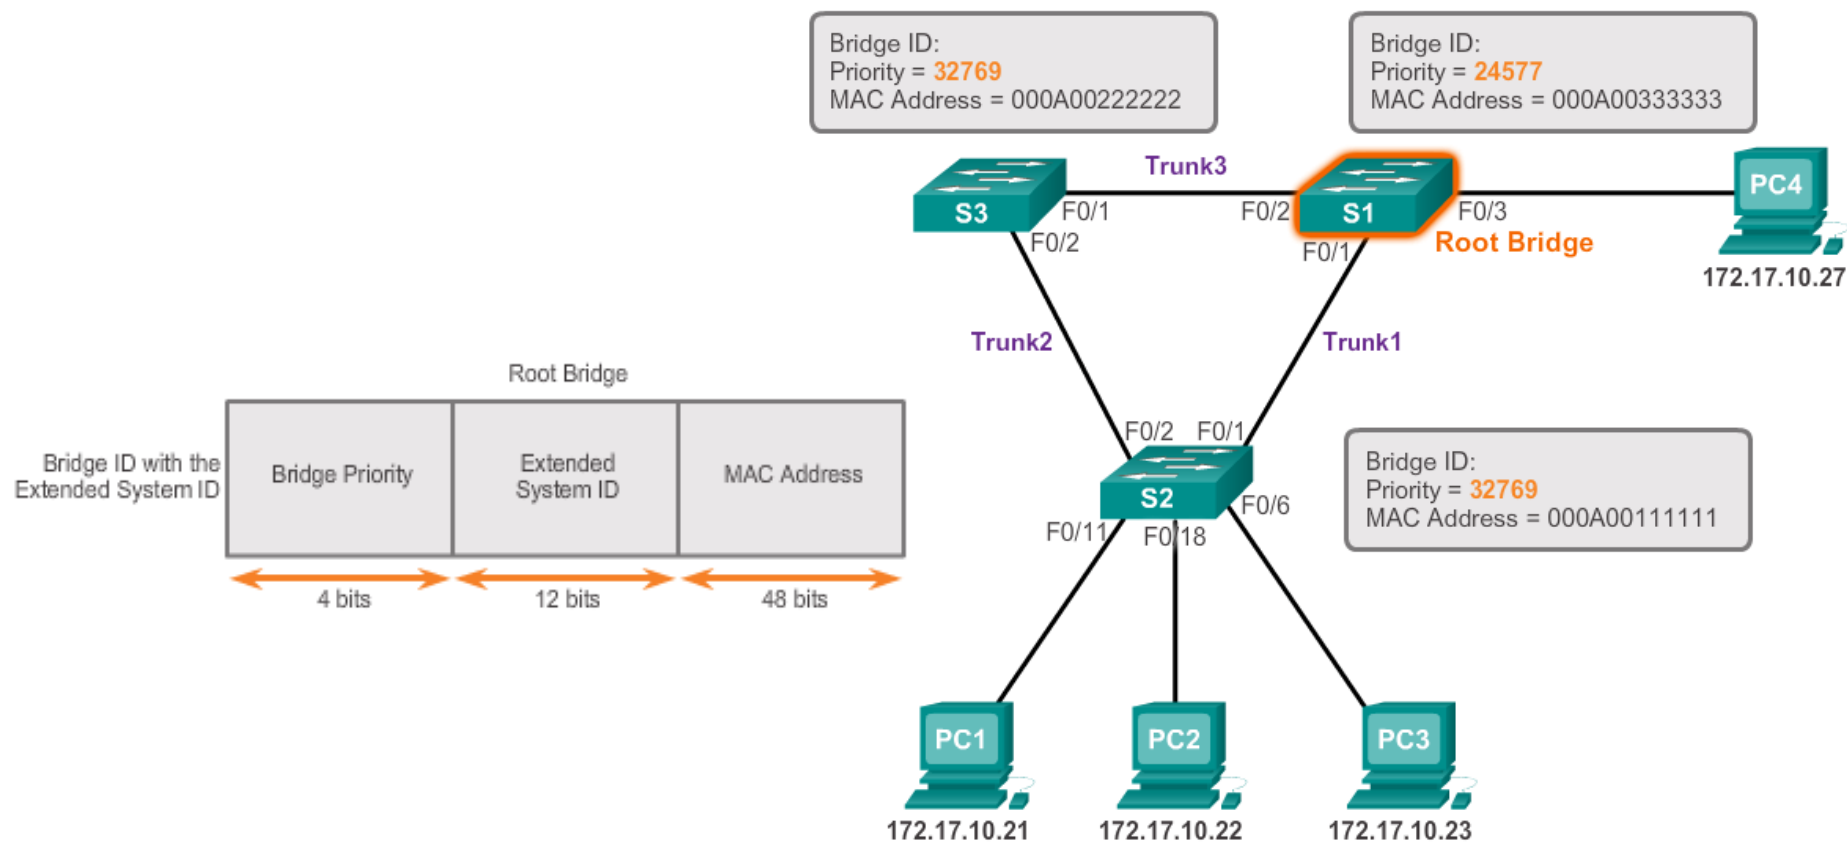 Bridge ID:
Priority = 32769
MAC Address = 000A00222222
Bridge ID:
Priority = 24577
MAC Address = 000A00333333
Trunk3
S3
F0/1
F0/2
S1
F0/3
PC4
F0/2
F0/1
Root Bridge
172.17.10.27
Trunk2
Trunk1
Root Bridge
Bridge ID with the
Extended System ID
Bridge Priority
Extended
System ID
MAC Address
4 bits
12 bits
48 bits
F0/2
F0/1
S2
F0/6
F0/11
F0/18
Bridge ID:
Priority = 32769
MAC Address = 000A00111111
PC1
PC2
PC3
172.17.10.21
172.17.10.22
172.17.10.23